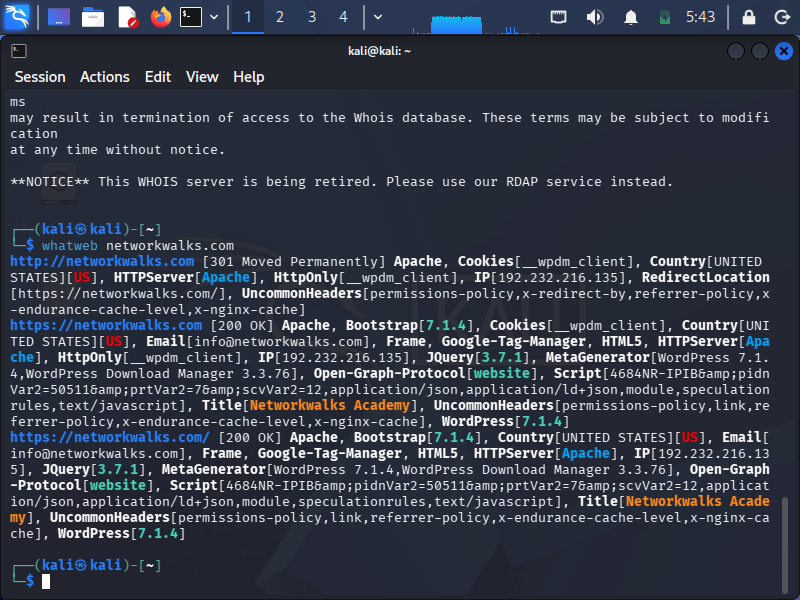 1 2 3 4 5:43
kali@kali: ~
Session Actions Edit View Help
ms
may result in termination of access to the Whois database. These terms may be subject to modifi
cation
at any time without notice.
**NOTICE** This WHOIS server is being retired. Please use our RDAP service instead.
┌──(kali㉿kali)-[~]
└─$ whatweb networkwalks.com
http://networkwalks.com [301 Moved Permanently] Apache, Cookies[__wpdm_client], Country[UNITED
STATES][US], HTTPServer[Apache], HttpOnly[__wpdm_client], IP[192.232.216.135], RedirectLocation
[https://networkwalks.com/], UncommonHeaders[permissions-policy,x-redirect-by,referrer-policy,x
-endurance-cache-level,x-nginx-cache]
https://networkwalks.com [200 OK] Apache, Bootstrap[7.1.4], Cookies[__wpdm_client], Country[UNI
TED STATES][US], Email[info@networkwalks.com], Frame, Google-Tag-Manager, HTML5, HTTPServer[Apa
che], HttpOnly[__wpdm_client], IP[192.232.216.135], JQuery[3.7.1], MetaGenerator[WordPress 7.1.
4,WordPress Download Manager 3.3.76], Open-Graph-Protocol[website], Script[4684NR-IPIB&amp;pidn
Var2=50511&amp;prtVar2=7&amp;scvVar2=12,application/json,application/ld+json,module,speculation
rules,text/javascript], Title[Networkwalks Academy], UncommonHeaders[permissions-policy,link,re
ferrer-policy,x-endurance-cache-level,x-nginx-cache], WordPress[7.1.4]
https://networkwalks.com/ [200 OK] Apache, Bootstrap[7.1.4], Country[UNITED STATES][US], Email[
info@networkwalks.com], Frame, Google-Tag-Manager, HTML5, HTTPServer[Apache], IP[192.232.216.13
5], JQuery[3.7.1], MetaGenerator[WordPress 7.1.4,WordPress Download Manager 3.3.76], Open-Graph
-Protocol[website], Script[4684NR-IPIB&amp;pidnVar2=50511&amp;prtVar2=7&amp;scvVar2=12,applicat
ion/json,application/ld+json,module,speculationrules,text/javascript], Title[Networkwalks Acade
my], UncommonHeaders[permissions-policy,link,referrer-policy,x-endurance-cache-level,x-nginx-ca
che], WordPress[7.1.4]
┌──(kali㉿kali)-[~]
└─$